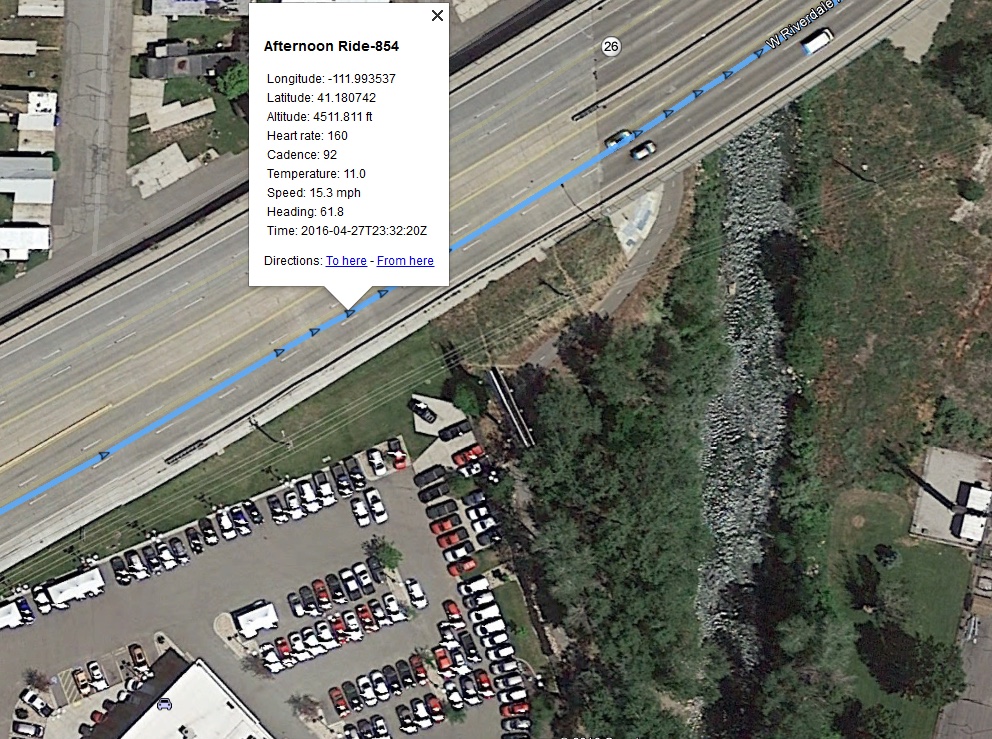 Afternoon Ride-854
Longitude: -111.993537
Latitude: 41.180742
Altitude: 4511.811 ft
Heart rate: 160
Cadence: 92
Temperature: 11.0
Speed: 15.3 mph
Heading: 61.8
Time: 2016-04-27T23:32:20Z
Directions: To here - From here
26
W Riverdale